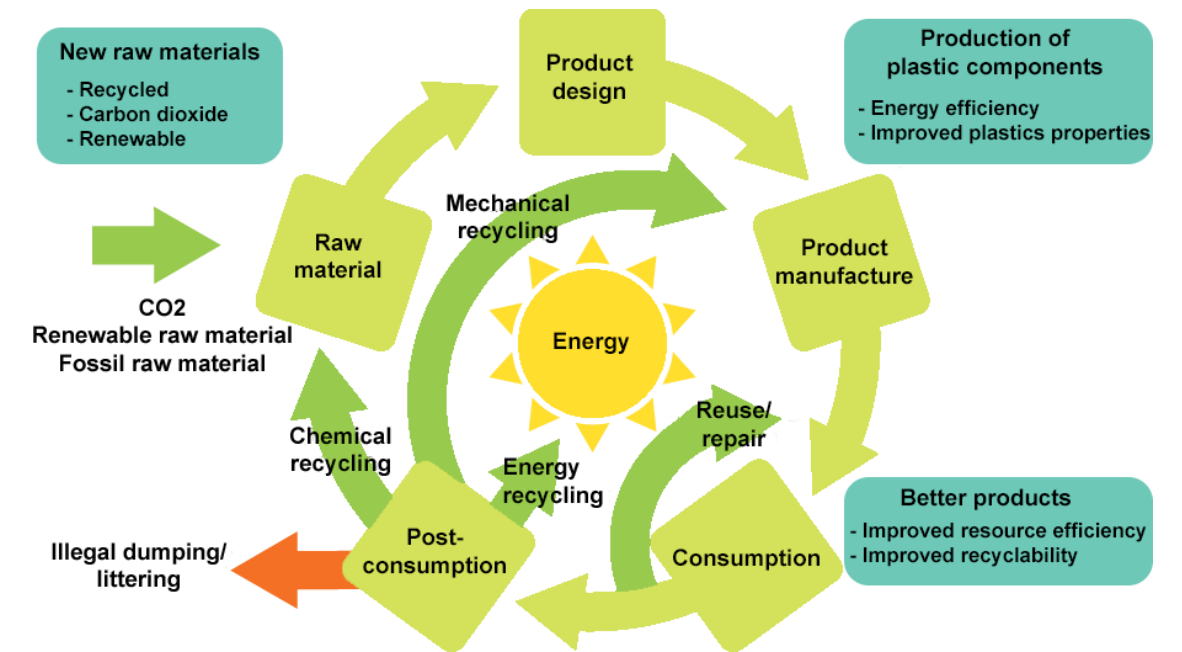 New raw materials
- Recycled
- Carbon dioxide
- Renewable
Product
design
Production of
plastic components
- Energy efficiency
- Improved plastics properties
Mechanical
recycling
Raw
material
Product
manufacture
CO2
Renewable raw material
Fossil raw material
Energy
Reuse/
repair
Chemical
recycling
Energy
recycling
Better products
- Improved resource efficiency
- Improved recyclability
Illegal dumping/
littering
Post-
consumption
Consumption